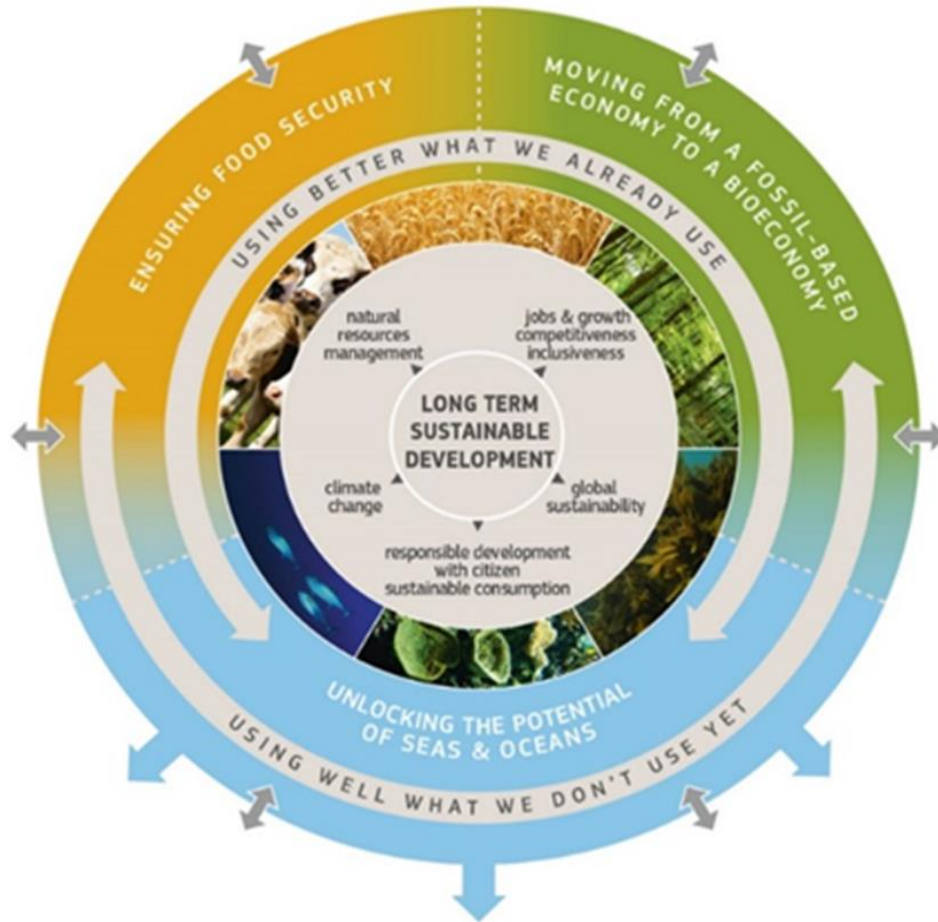 ENSURING FOOD SECURITY
MOVING FROM A FOSSIL-BASED
ECONOMY TO A BIOECONOMY
USING BETTER WHAT WE ALREADY USE
natural
resources
management
jobs & growth
competitiveness
inclusiveness
LONG TERM
SUSTAINABLE
DEVELOPMENT
climate
change
global
sustainability
responsible development
with citizen
sustainable consumption
UNLOCKING THE POTENTIAL
OF SEAS & OCEANS
USING WELL WHAT WE DON'T USE YET